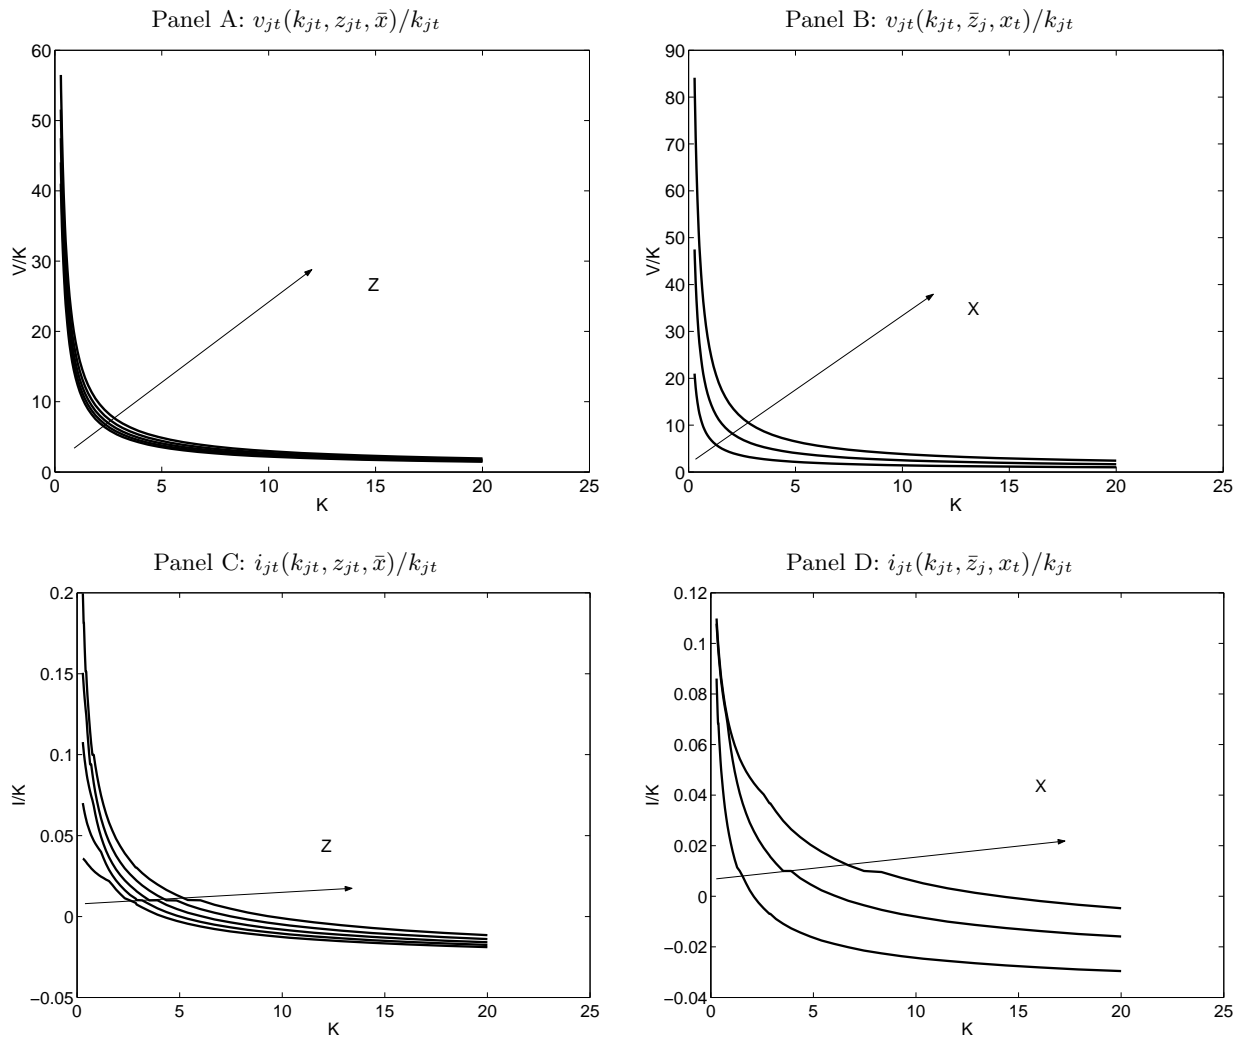 Panel A: v_{jt}(k_{jt}, z_{jt}, x̄)/k_{jt}
60
50
40
30
20
10
0
V/K
Z
0 5 10 15 20 25
K
Panel B: v_{jt}(k_{jt}, z̄_j, x_t)/k_{jt}
90
80
70
60
50
40
30
20
10
0
V/K
X
0 5 10 15 20 25
K
Panel C: i_{jt}(k_{jt}, z_{jt}, x̄)/k_{jt}
0.2
0.15
0.1
0.05
0
−0.05
I/K
Z
0 5 10 15 20 25
K
Panel D: i_{jt}(k_{jt}, z̄_j, x_t)/k_{jt}
0.12
0.1
0.08
0.06
0.04
0.02
0
−0.02
−0.04
I/K
X
0 5 10 15 20 25
K